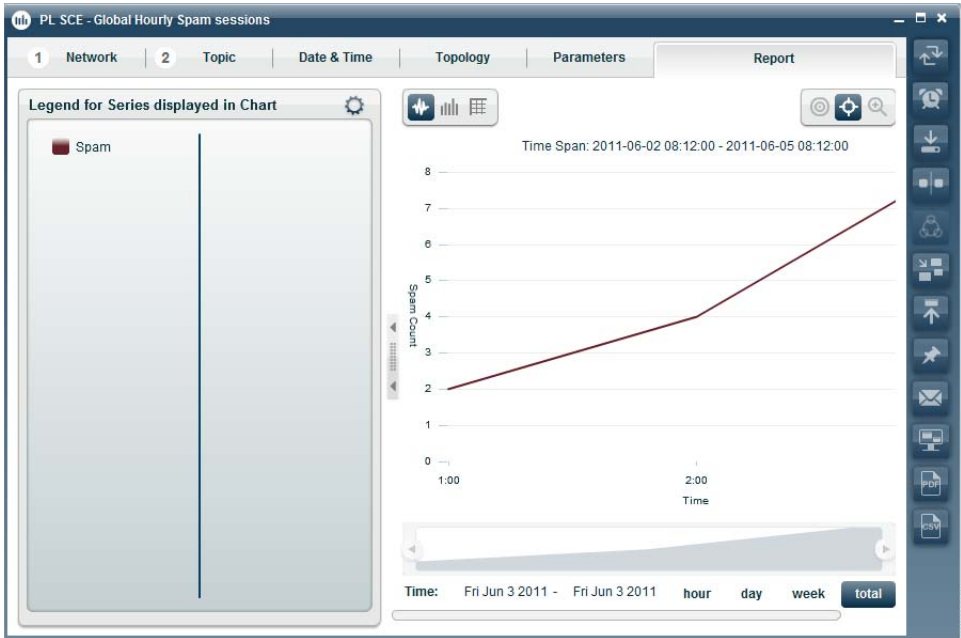 PL SCE - Global Hourly Spam sessions
1 Network 2 Topic Date & Time Topology Parameters Report
Legend for Series displayed in Chart
Spam
Time Span: 2011-06-02 08:12:00 - 2011-06-05 08:12:00
8
7
6
5
4
3
2
1
0
Spam Count
1:00 2:00
Time
Time: Fri Jun 3 2011 - Fri Jun 3 2011 hour day week total
PDF
CSV